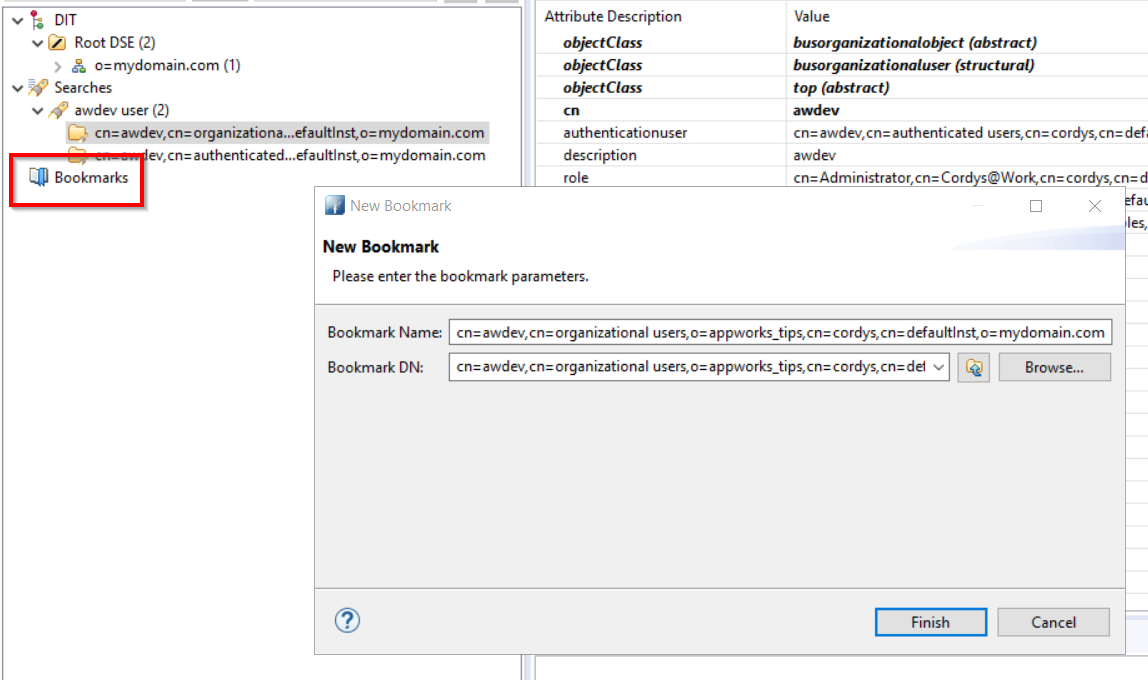 DIT
Root DSE (2)
o=mydomain.com (1)
Searches
awdev user (2)
cn=awdev,cn=organizationa...efaultInst,o=mydomain.com
cn=awdev,cn=authenticated...efaultInst,o=mydomain.com
Bookmarks
Attribute Description Value
objectClass busorganizationalobject (abstract)
objectClass busorganizationaluser (structural)
objectClass top (abstract)
cn awdev
authenticationuser cn=awdev,cn=authenticated users,cn=cordys,cn=defa
description awdev
role cn=Administrator,cn=Cordys@Work,cn=cordys,cn=d
efau
les,
New Bookmark
New Bookmark
Please enter the bookmark parameters.
Bookmark Name: cn=awdev,cn=organizational users,o=appworks_tips,cn=cordys,cn=defaultInst,o=mydomain.com
Bookmark DN: cn=awdev,cn=organizational users,o=appworks_tips,cn=cordys,cn=def
Browse...
?
Finish Cancel